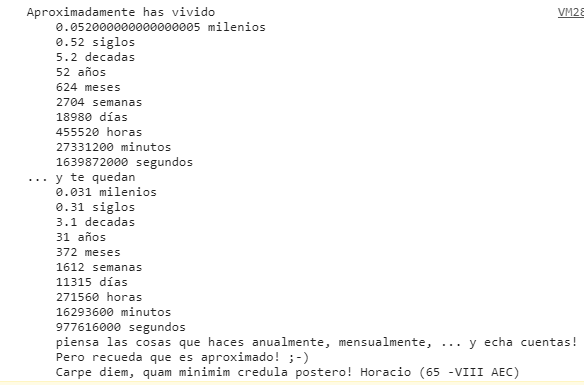 Aproximadamente has vivido VM28
0.052000000000000005 milenios
0.52 siglos
5.2 decadas
52 años
624 meses
2704 semanas
18980 días
455520 horas
27331200 minutos
1639872000 segundos
... y te quedan
0.031 milenios
0.31 siglos
3.1 decadas
31 años
372 meses
1612 semanas
11315 días
271560 horas
16293600 minutos
977616000 segundos
piensa las cosas que haces anualmente, mensualmente, ... y echa cuentas!
Pero recueda que es aproximado! ;-)
Carpe diem, quam minimim credula postero! Horacio (65 -VIII AEC)